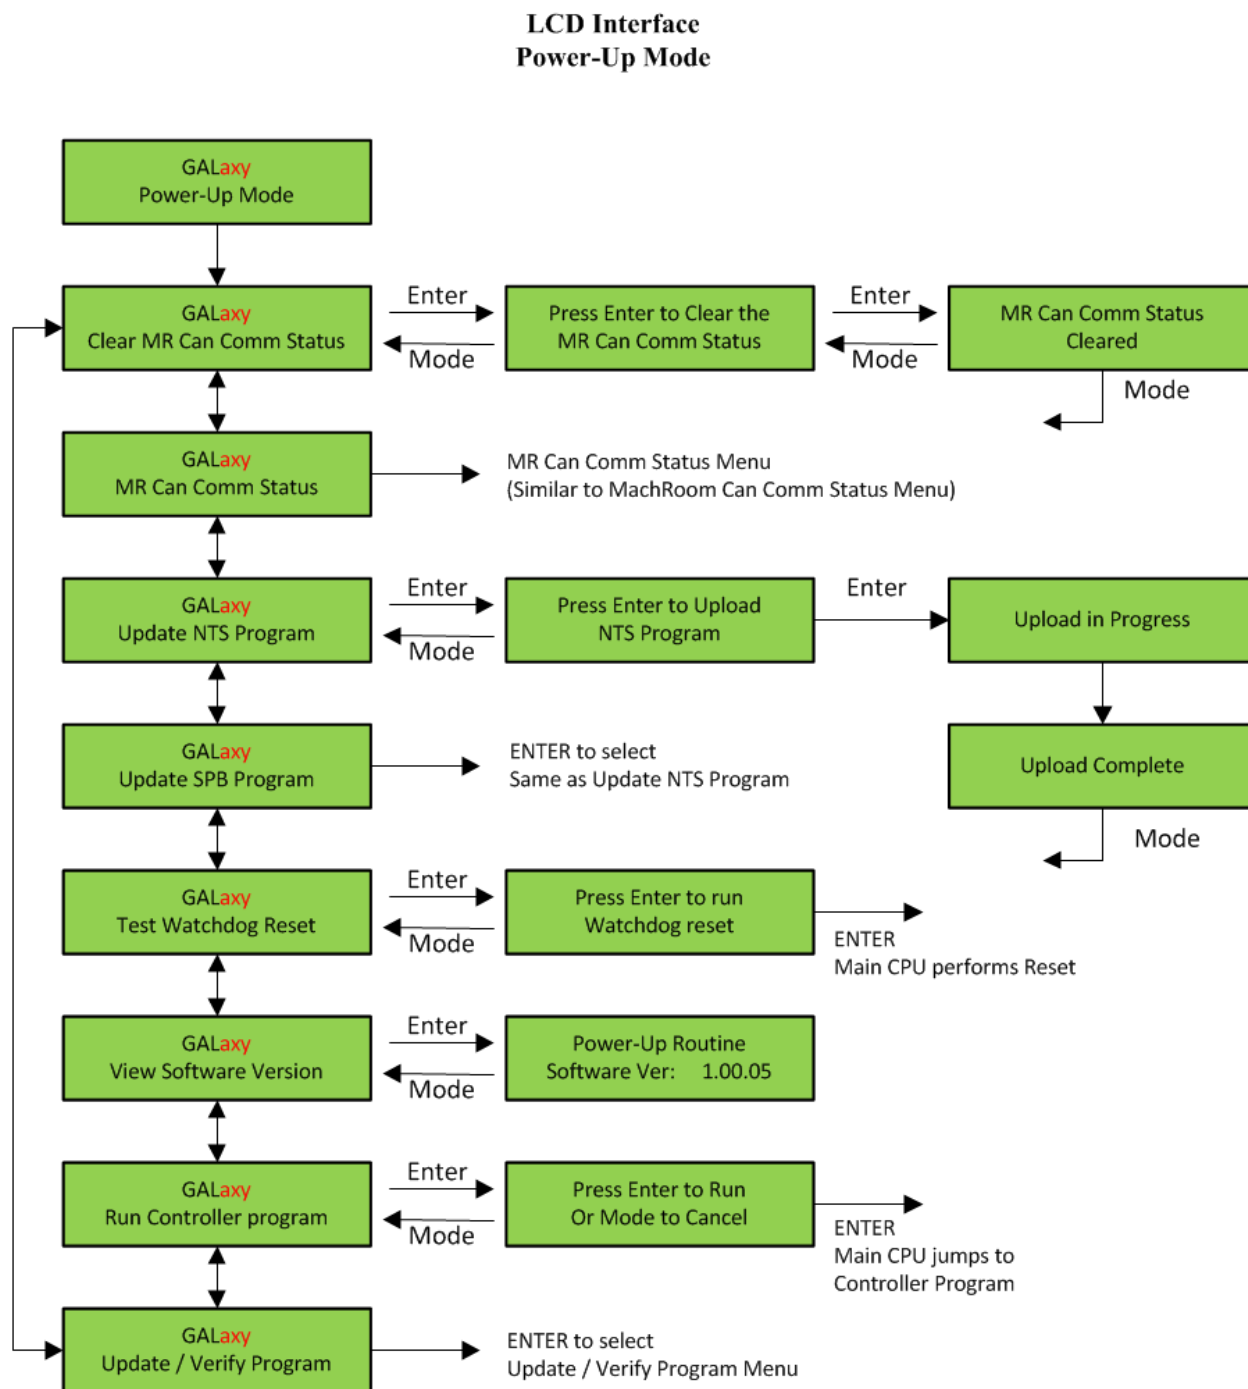 LCD Interface
Power-Up Mode
GALaxy
Power-Up Mode
GALaxy
Clear MR Can Comm Status
Enter
Mode
Press Enter to Clear the
MR Can Comm Status
Enter
Mode
MR Can Comm Status
Cleared
Mode
GALaxy
MR Can Comm Status
MR Can Comm Status Menu
(Similar to MachRoom Can Comm Status Menu)
GALaxy
Update NTS Program
Enter
Mode
Press Enter to Upload
NTS Program
Enter
Upload in Progress
GALaxy
Update SPB Program
ENTER to select
Same as Update NTS Program
Upload Complete
Mode
GALaxy
Test Watchdog Reset
Enter
Mode
Press Enter to run
Watchdog reset
ENTER
Main CPU performs Reset
GALaxy
View Software Version
Enter
Mode
Power-Up Routine
Software Ver: 1.00.05
GALaxy
Run Controller program
Enter
Mode
Press Enter to Run
Or Mode to Cancel
ENTER
Main CPU jumps to
Controller Program
GALaxy
Update / Verify Program
ENTER to select
Update / Verify Program Menu